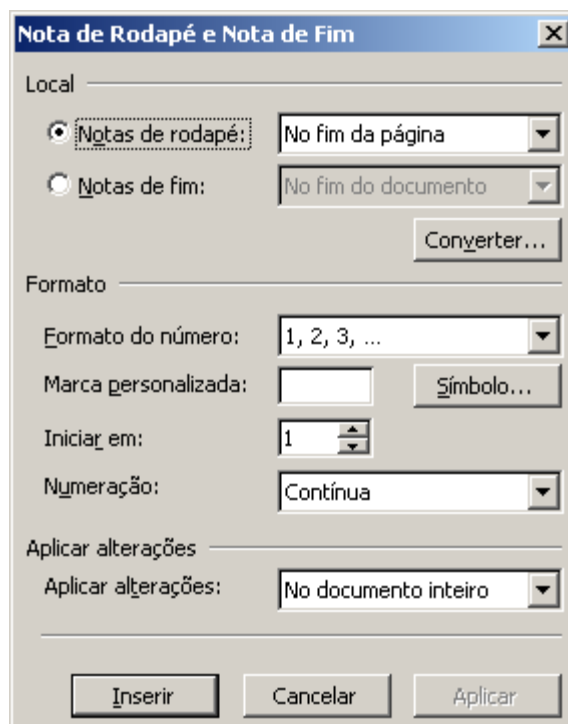 Nota de Rodapé e Nota de Fim
Local
Notas de rodapé: No fim da página
Notas de fim: No fim do documento
Converter...
Formato
Formato do número: 1, 2, 3, ...
Marca personalizada: Símbolo...
Iniciar em: 1
Numeração: Contínua
Aplicar alterações
Aplicar alterações: No documento inteiro
Inserir Cancelar Aplicar